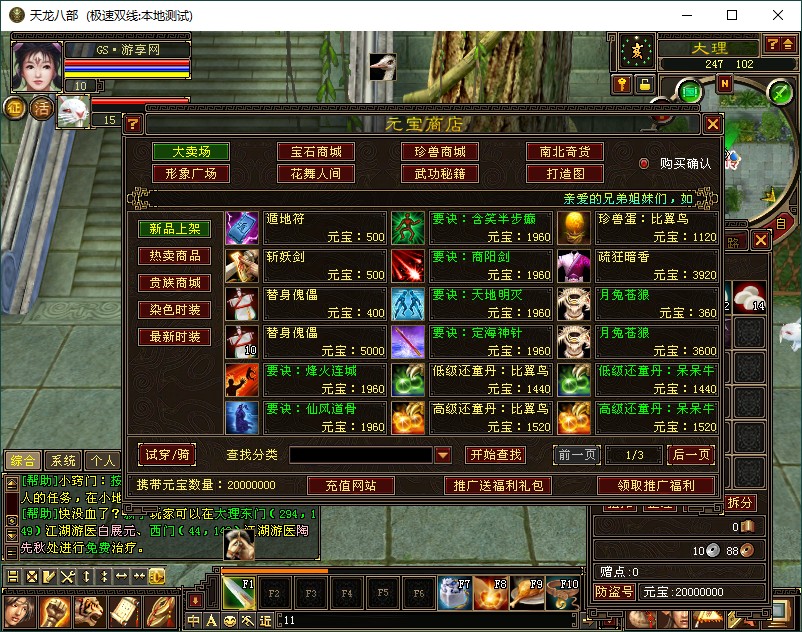 天龙八部 (极速双线:本地测试)
GS·游享网
10
15
大理
247 102
正
活
N
元宝商店
大卖场
宝石商城
珍兽商城
南北奇货
购买确认
形象广场
花舞人间
武功秘籍
打造图
亲爱的兄弟姐妹们，如
新品上架
热卖商品
贵族商城
染色时装
最新时装
遁地符
元宝：500
要诀：含笑半步癫
元宝：1960
珍兽蛋：比翼鸟
元宝：1120
斩妖剑
元宝：500
要诀：商阳剑
元宝：1960
疏狂暗香
元宝：3920
替身傀儡
元宝：400
要诀：天地明灭
元宝：1960
月兔苍狼
元宝：360
10
替身傀儡
元宝：5000
要诀：定海神针
元宝：1960
月兔苍狼
元宝：3600
要诀：烽火连城
元宝：1960
低级还童丹：比翼鸟
元宝：1440
低级还童丹：呆呆牛
元宝：1440
要诀：仙风道骨
元宝：1960
高级还童丹：比翼鸟
元宝：1520
高级还童丹：呆呆牛
元宝：1520
路
14
试穿/骑
查找分类
开始查找
前一页
1/3
后一页
携带元宝数量：20000000
充值网站
推广送福利礼包
领取推广福利
综合
系统
个人
[帮助]小窍门：按
人的任务，在小地
[帮助]快没血了？新手玩家可以在大理东门（294，1
49）江湖游医白展元、西门（44，14
）江湖游医陶
先秋处进行免费治疗。
拆分
0
10
88
赠点:0
防盗号
元宝:20000000
F1
F2
F3
F4
F5
F6
F7
F8
F9
F10
中
A
近
11